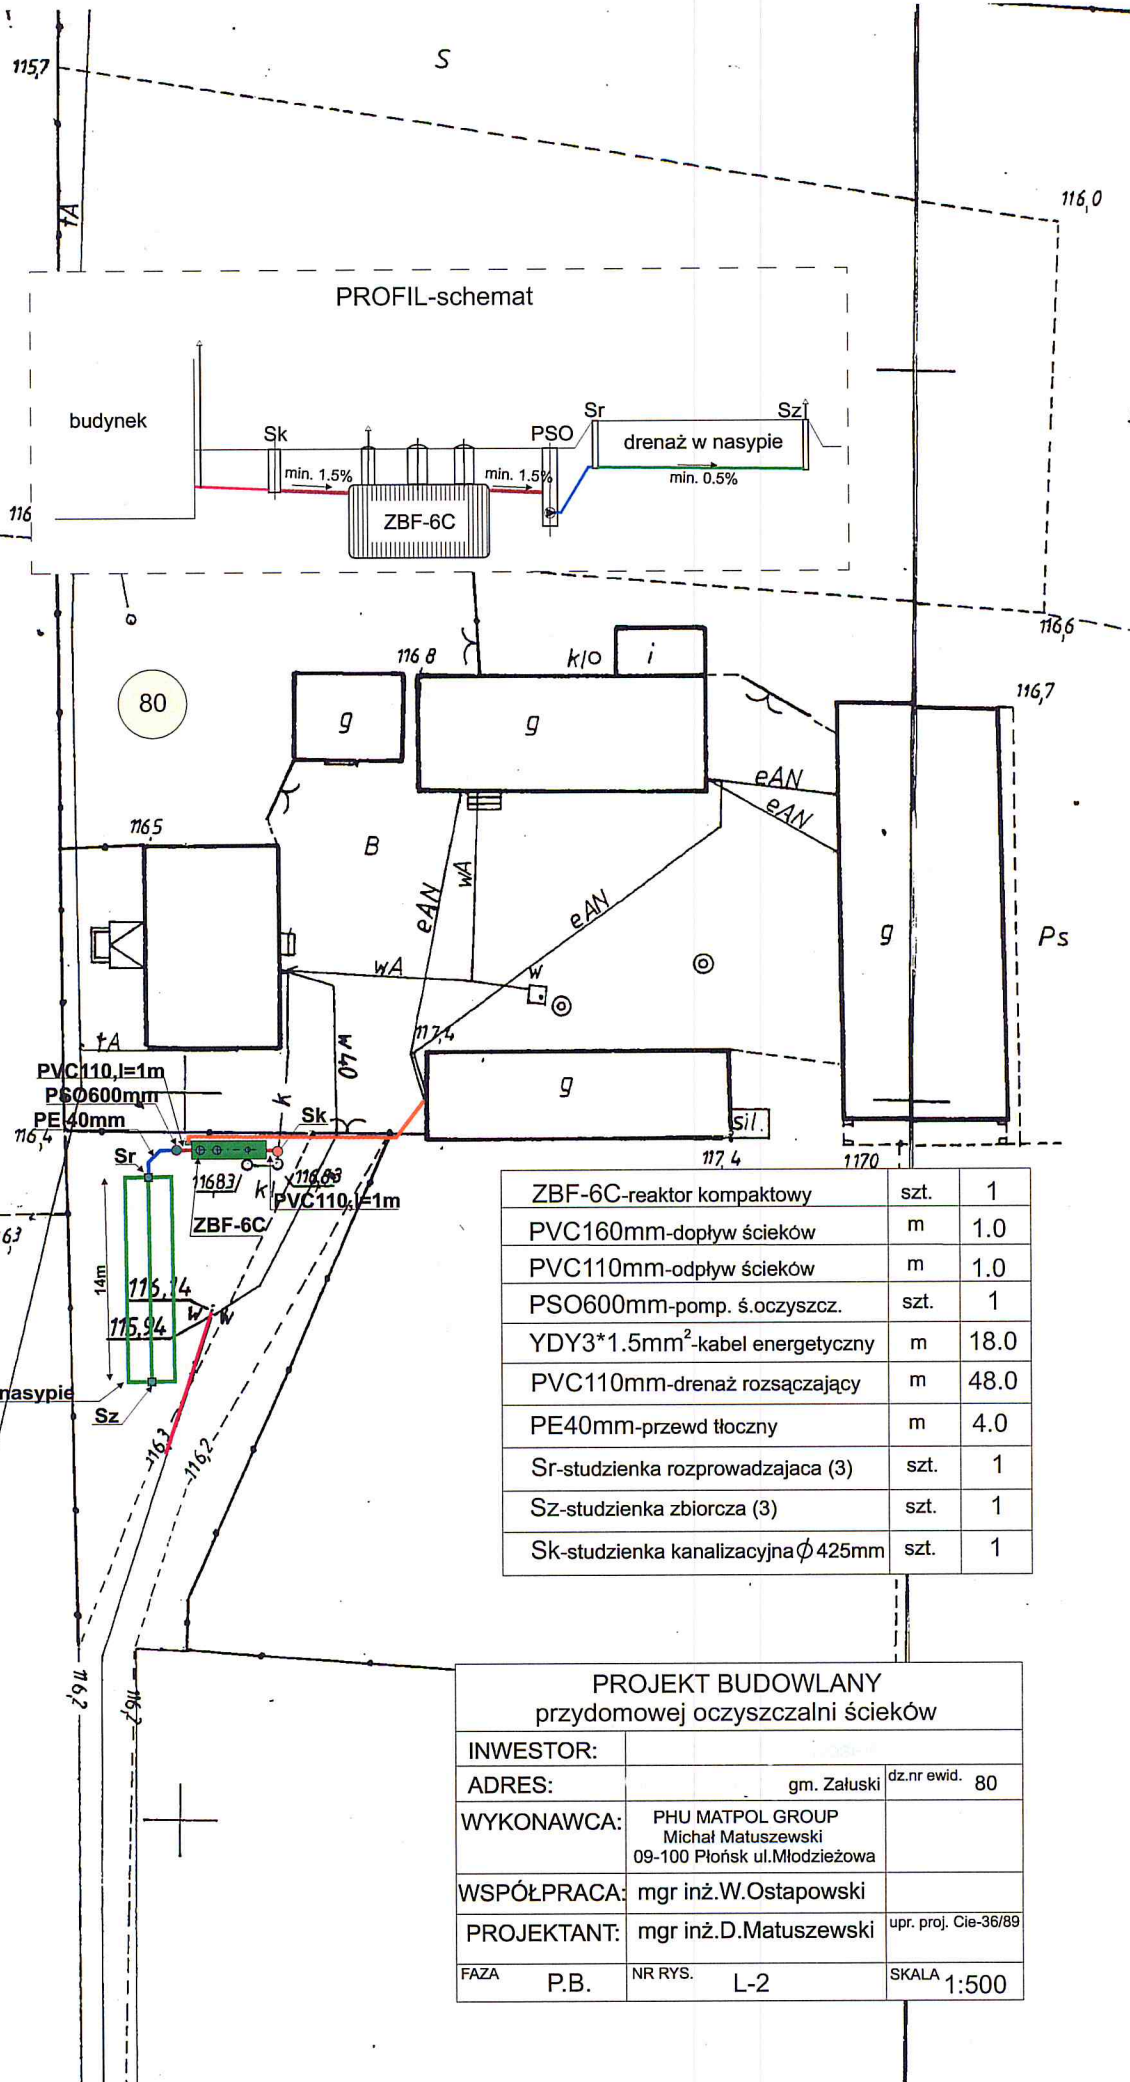 S
115,7
116,0
tA
PROFIL-schemat
budynek
Sk
PSO
Sr
Sz
drenaż w nasypie
min. 1.5%
min. 1.5%
min. 0.5%
ZBF-6C
116
116,6
116,8
k/o
i
116,7
80
g
g
eAN
eAN
116,5
B
wA
eAN
eAN
g
Ps
wA
w
117,4
tA
w40
k
g
PVC110,l=1m
PSO600mm
PE 40mm
Sk
116,4
sil.
Sr
117,4
1170
116,83
k
116,83
PVC110,l=1m
ZBF-6C
63
14m
116,14
w
w
115,94
nasypie
Sz
116,3
116,2
116,2
116,2
ZBF-6C-reaktor kompaktowy szt. 1
PVC160mm-dopływ ścieków m 1.0
PVC110mm-odpływ ścieków m 1.0
PSO600mm-pomp. ś.oczyszcz. szt. 1
YDY3*1.5mm²-kabel energetyczny m 18.0
PVC110mm-drenaż rozsączający m 48.0
PE40mm-przewd tłoczny m 4.0
Sr-studzienka rozprowadzajaca (3) szt. 1
Sz-studzienka zbiorcza (3) szt. 1
Sk-studzienka kanalizacyjna ϕ 425mm szt. 1
PROJEKT BUDOWLANY
przydomowej oczyszczalni ścieków
INWESTOR:
ADRES: gm. Załuski dz.nr ewid. 80
WYKONAWCA: PHU MATPOL GROUP
Michał Matuszewski
09-100 Płońsk ul.Młodzieżowa
WSPÓŁPRACA: mgr inż.W.Ostapowski
PROJEKTANT: mgr inż.D.Matuszewski upr. proj. Cie-36/89
FAZA P.B. NR RYS. L-2 SKALA 1:500